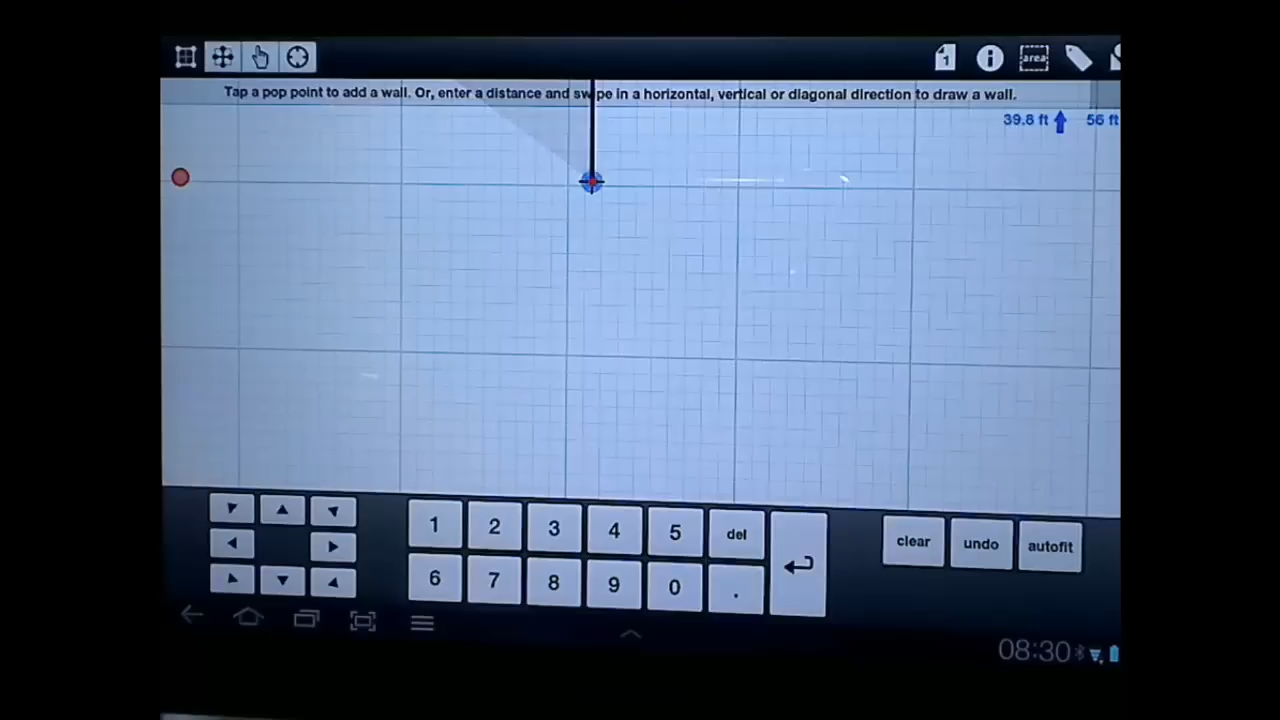 1
area
Tap a pop point to add a wall. Or, enter a distance and swipe in a horizontal, vertical or diagonal direction to draw a wall.
39.8 ft 56 ft
1 2 3 4 5 del
6 7 8 9 0 .
clear undo autofit
08:30